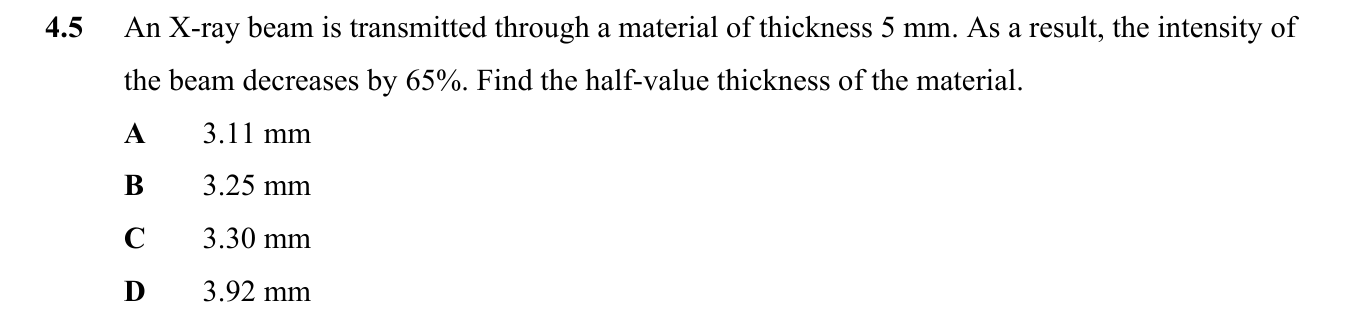 4.5 An X-ray beam is transmitted through a material of thickness 5 mm. As a result, the intensity of
the beam decreases by 65%. Find the half-value thickness of the material.
A 3.11 mm
B 3.25 mm
C 3.30 mm
D 3.92 mm